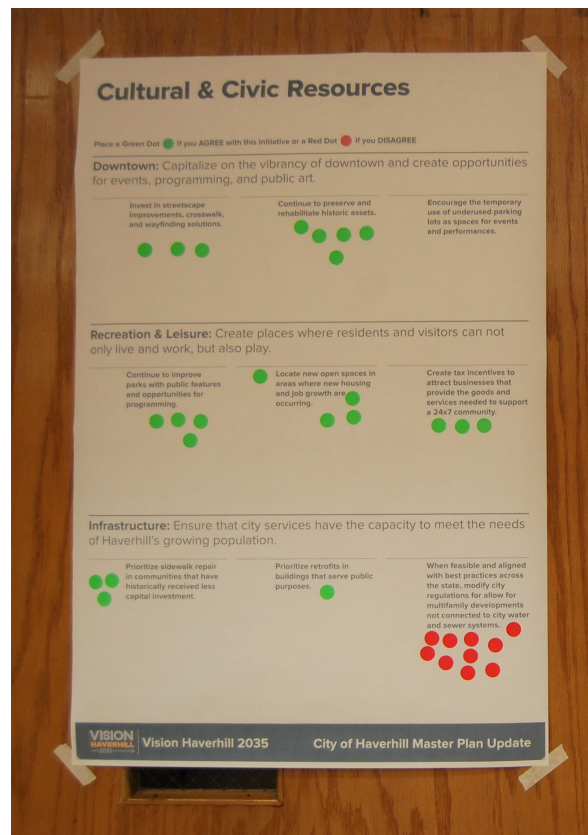 Cultural & Civic Resources
Place a Green Dot if you AGREE with this initiative or a Red Dot if you DISAGREE
Downtown: Capitalize on the vibrancy of downtown and create opportunities
for events, programming, and public art.
Invest in streetscape
improvements, crosswalk,
and wayfinding solutions.
Continue to preserve and
rehabilitate historic assets.
Encourage the temporary
use of underused parking
lots as spaces for events
and performances.
Recreation & Leisure: Create places where residents and visitors can not
only live and work, but also play.
Continue to improve
parks with public features
and opportunities for
programming.
Locate new open spaces in
areas where new housing
and job growth are
occurring.
Create tax incentives to
attract businesses that
provide the goods and
services needed to support
a 24x7 community.
Infrastructure: Ensure that city services have the capacity to meet the needs
of Haverhill's growing population.
Prioritize sidewalk repair
in communities that have
historically received less
capital investment.
Prioritize retrofits in
buildings that serve public
purposes.
When feasible and aligned
with best practices across
the state, modify city
regulations for allow for
multifamily developments
not connected to city water
and sewer systems.
VISION
HAVERHILL
2035
Vision Haverhill 2035
City of Haverhill Master Plan Update